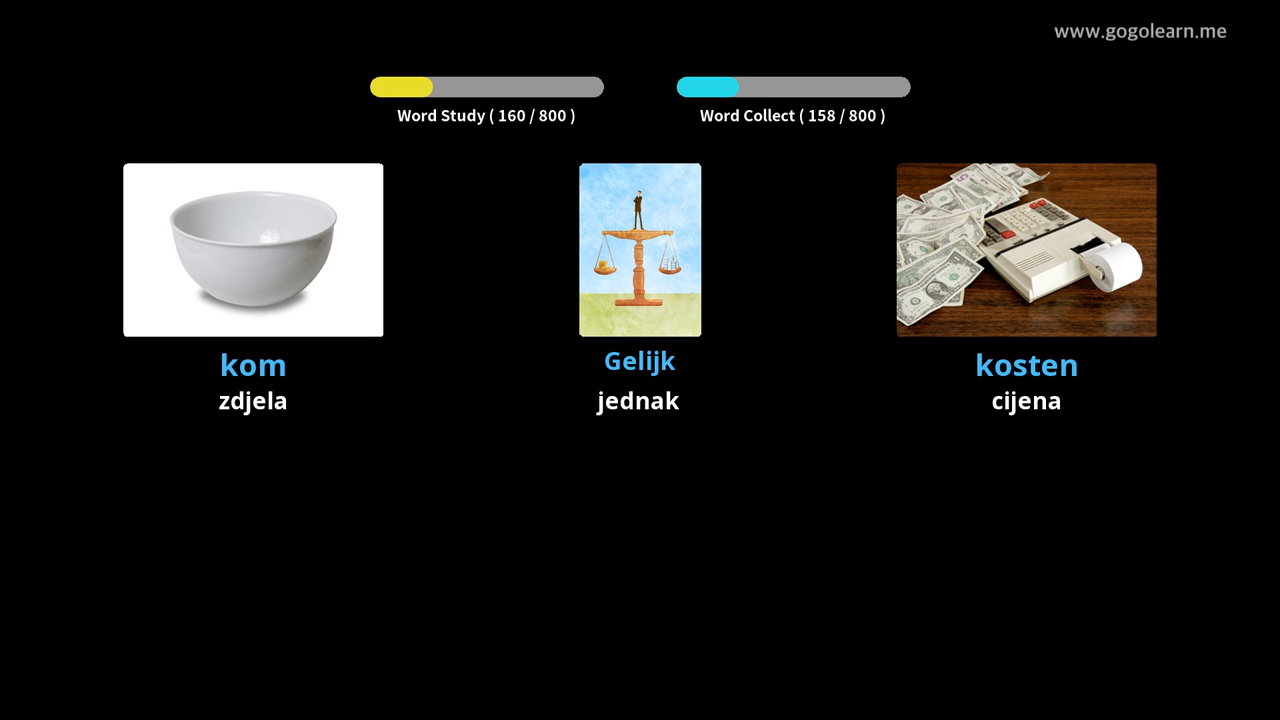 www.gogolearn.me
Word Study ( 160 / 800 )
Word Collect ( 158 / 800 )
kom
zdjela
Gelijk
jednak
kosten
cijena